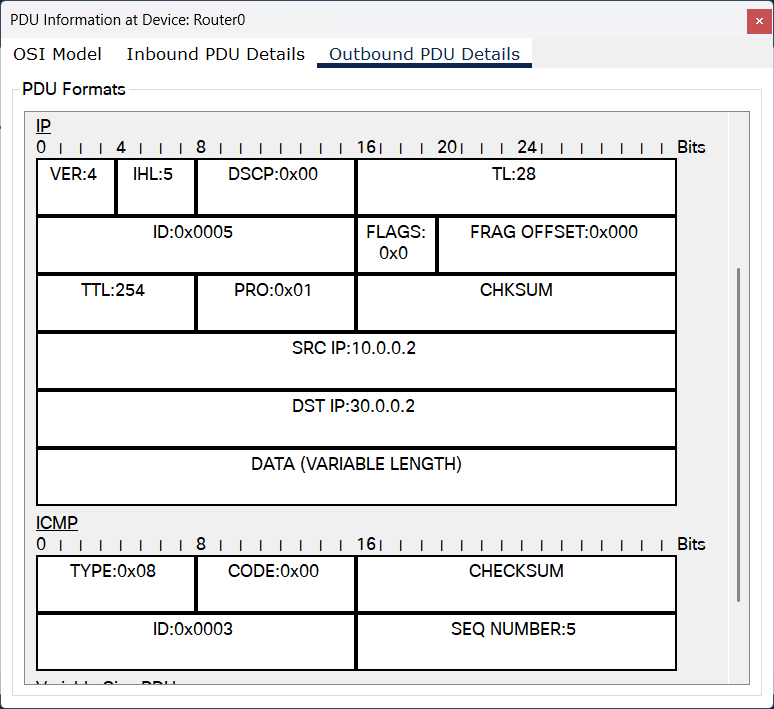 PDU Information at Device: Router0
OSI Model Inbound PDU Details Outbound PDU Details
PDU Formats
IP
0 4 8 16 20 24 Bits
VER:4 IHL:5 DSCP:0x00 TL:28
ID:0x0005 FLAGS: 0x0 FRAG OFFSET:0x000
TTL:254 PRO:0x01 CHKSUM
SRC IP:10.0.0.2
DST IP:30.0.0.2
DATA (VARIABLE LENGTH)
ICMP
0 8 16 Bits
TYPE:0x08 CODE:0x00 CHECKSUM
ID:0x0003 SEQ NUMBER:5